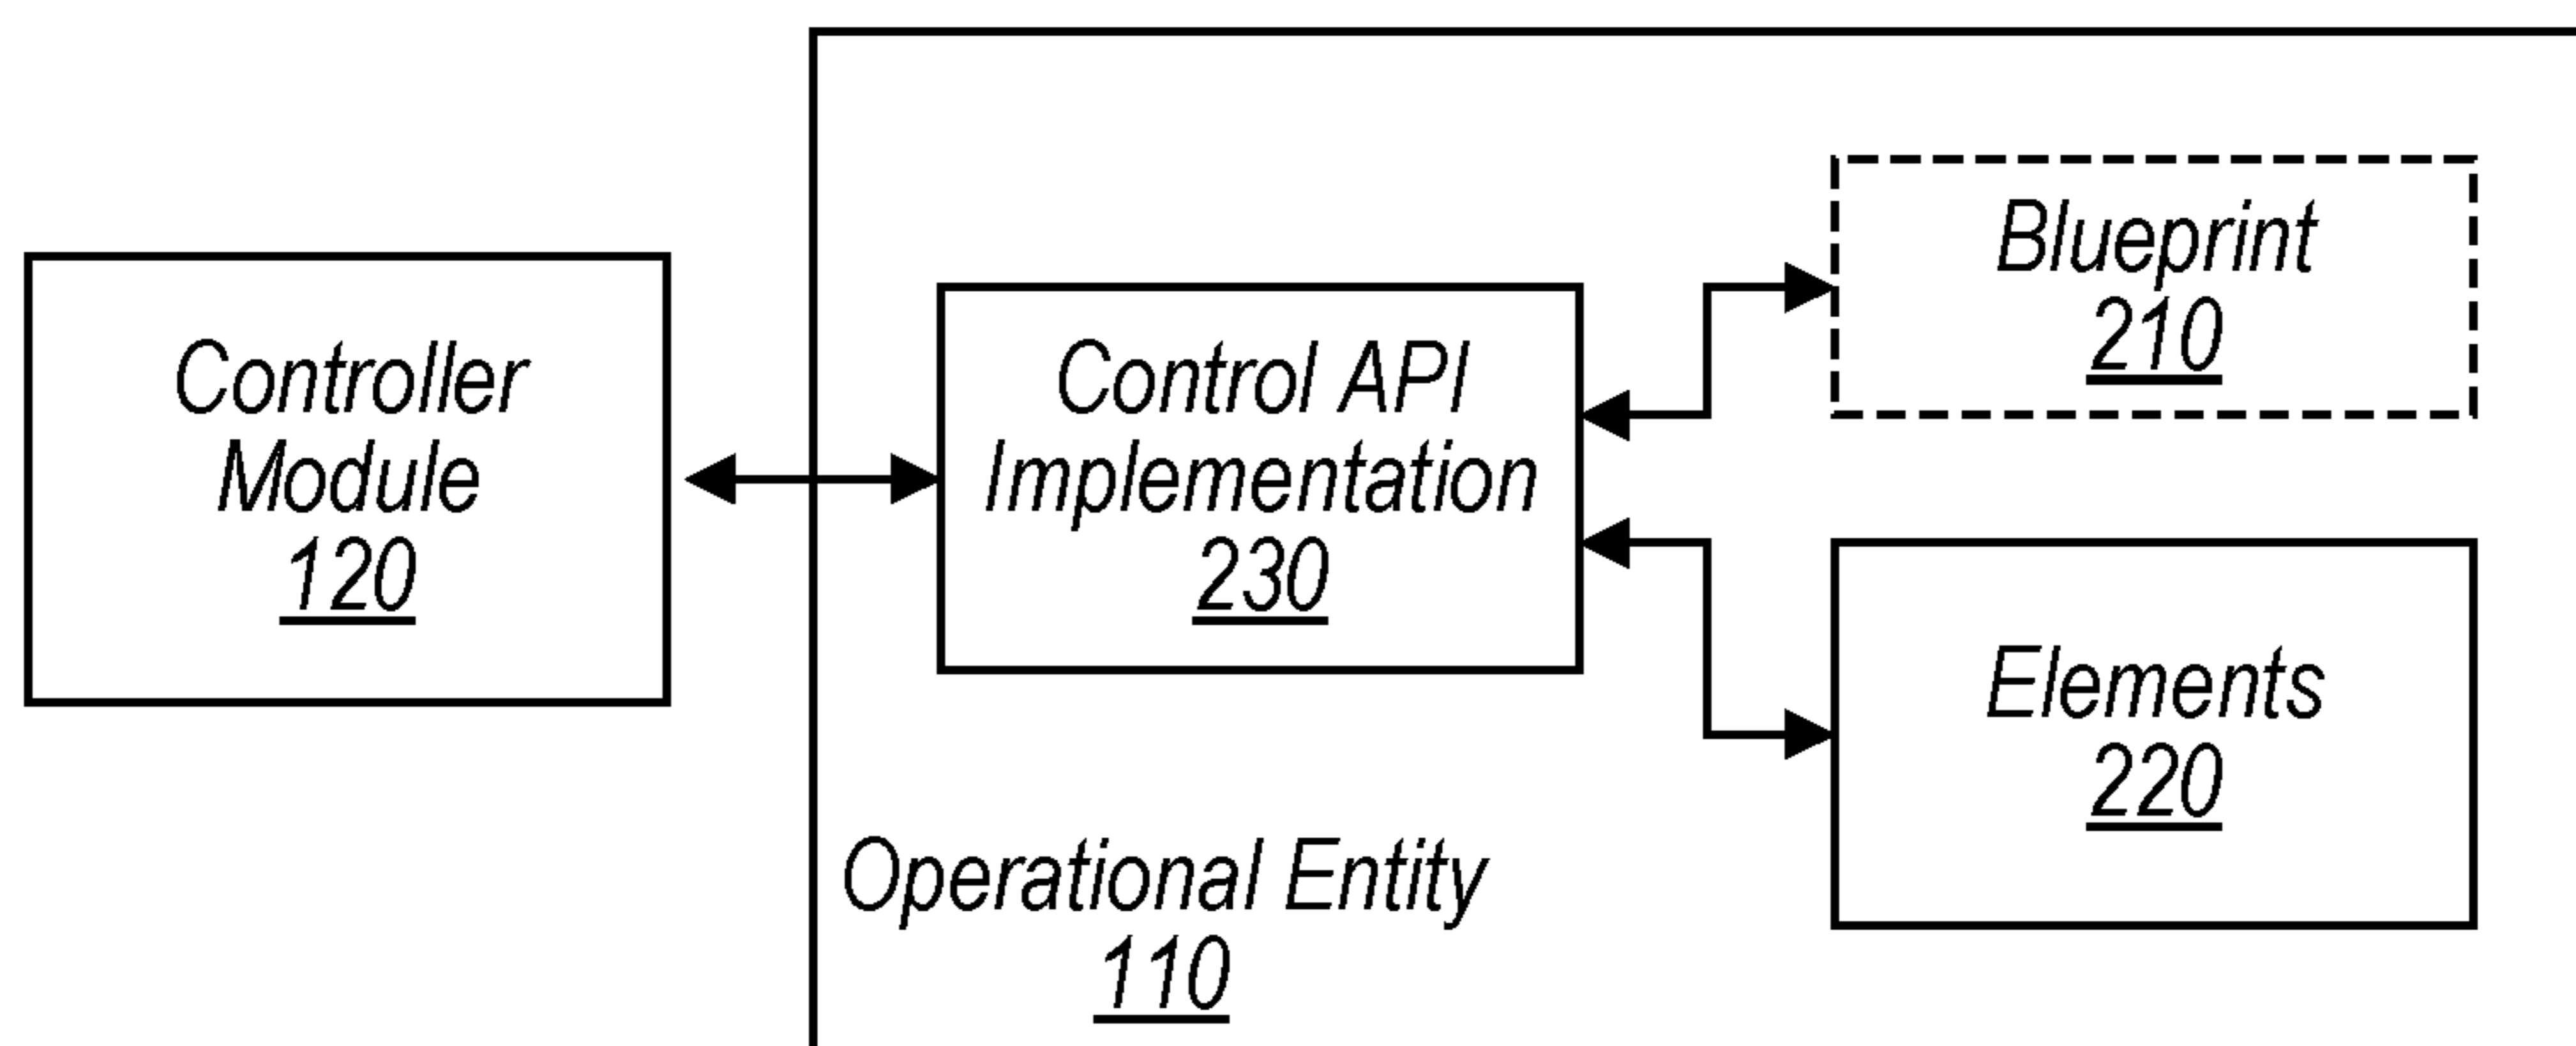 Controller
Module
120
Control API
Implementation
230
Blueprint
210
Elements
220
Operational Entity
110